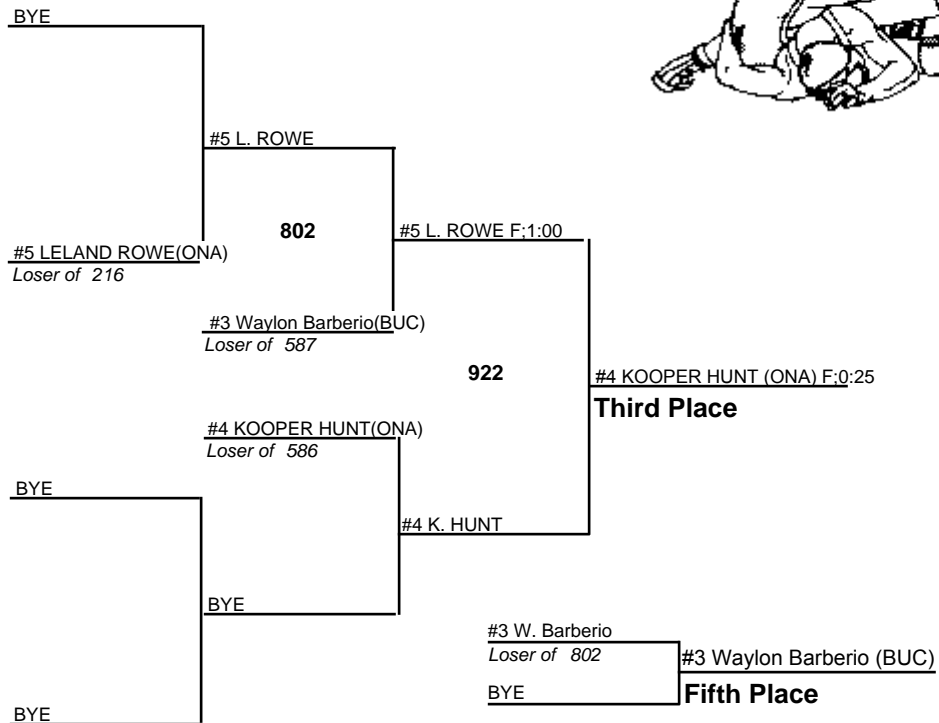 BYE
#5 L. ROWE
802
#5 L. ROWE F;1:00
#5 LELAND ROWE(ONA)
Loser of 216
#3 Waylon Barberio(BUC)
Loser of 587
922
#4 KOOPER HUNT (ONA) F;0:25
Third Place
#4 KOOPER HUNT(ONA)
Loser of 586
BYE
#4 K. HUNT
BYE
#3 W. Barberio
Loser of 802
#3 Waylon Barberio (BUC)
BYE
Fifth Place
BYE